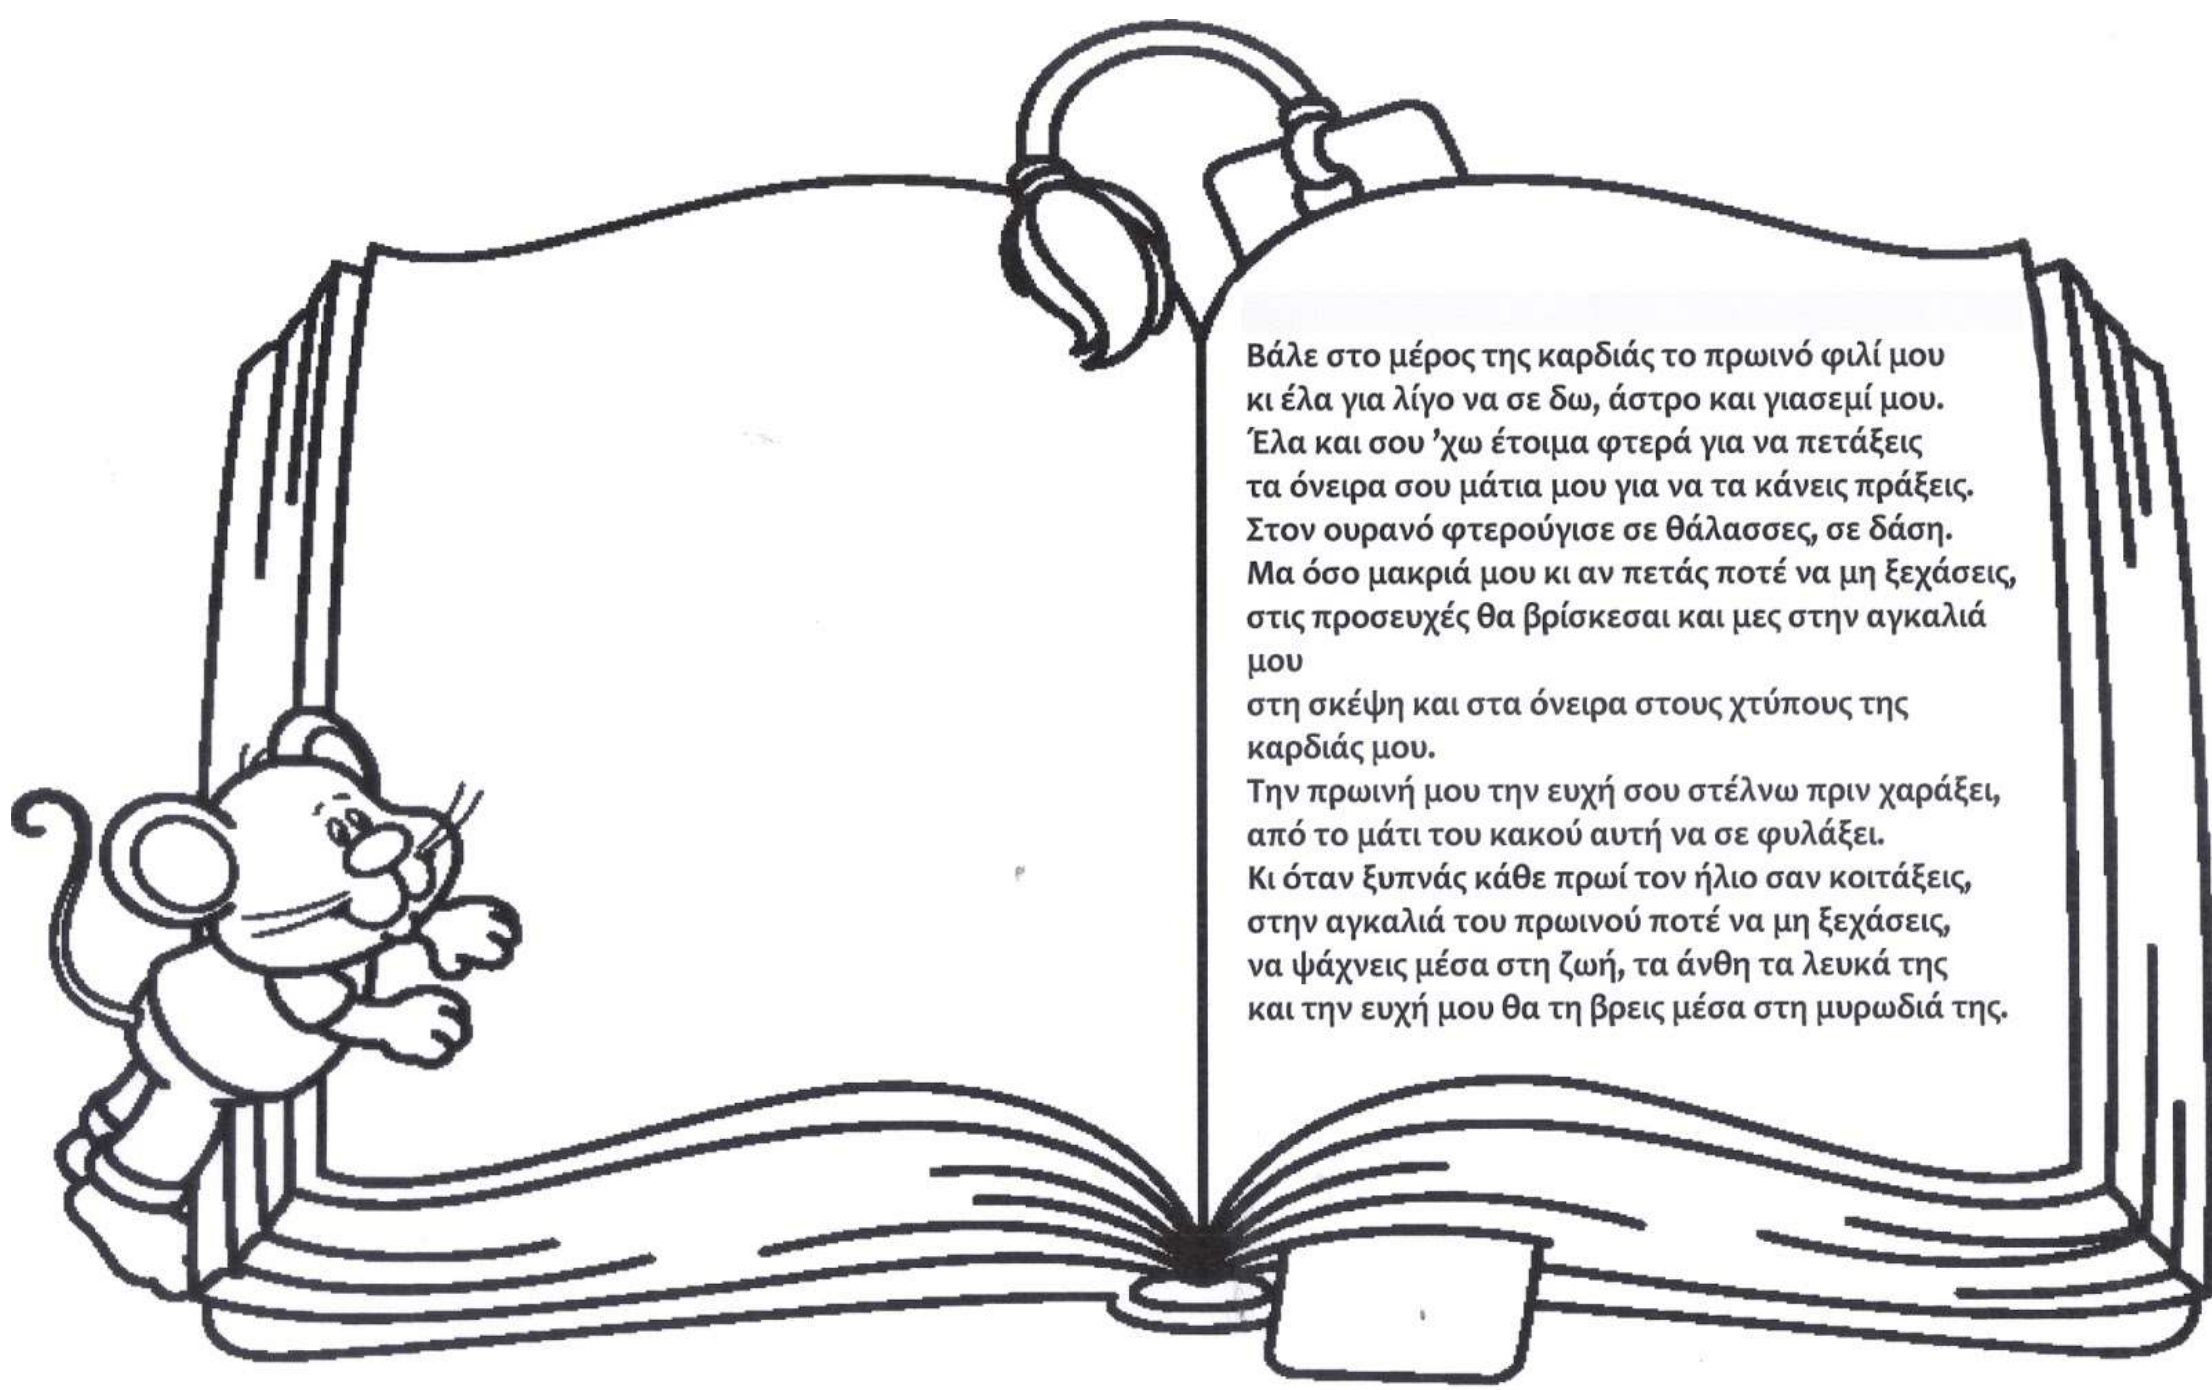 Βάλε στο μέρος της καρδιάς το πρωινό φιλί μου
κι έλα για λίγο να σε δω, άστρο και γιασεμί μου.
Έλα και σου ’χω έτοιμα φτερά για να πετάξεις
τα όνειρα σου μάτια μου για να τα κάνεις πράξεις.
Στον ουρανό φτερούγισε σε θάλασσες, σε δάση.
Μα όσο μακριά μου κι αν πετάς ποτέ να μη ξεχάσεις,
στις προσευχές θα βρίσκεσαι και μες στην αγκαλιά
μου
στη σκέψη και στα όνειρα στους χτύπους της
καρδιάς μου.
Την πρωινή μου την ευχή σου στέλνω πριν χαράξει,
από το μάτι του κακού αυτή να σε φυλάξει.
Κι όταν ξυπνάς κάθε πρωί τον ήλιο σαν κοιτάξεις,
στην αγκαλιά του πρωινού ποτέ να μη ξεχάσεις,
να ψάχνεις μέσα στη ζωή, τα άνθη τα λευκά της
και την ευχή μου θα τη βρεις μέσα στη μυρωδιά της.